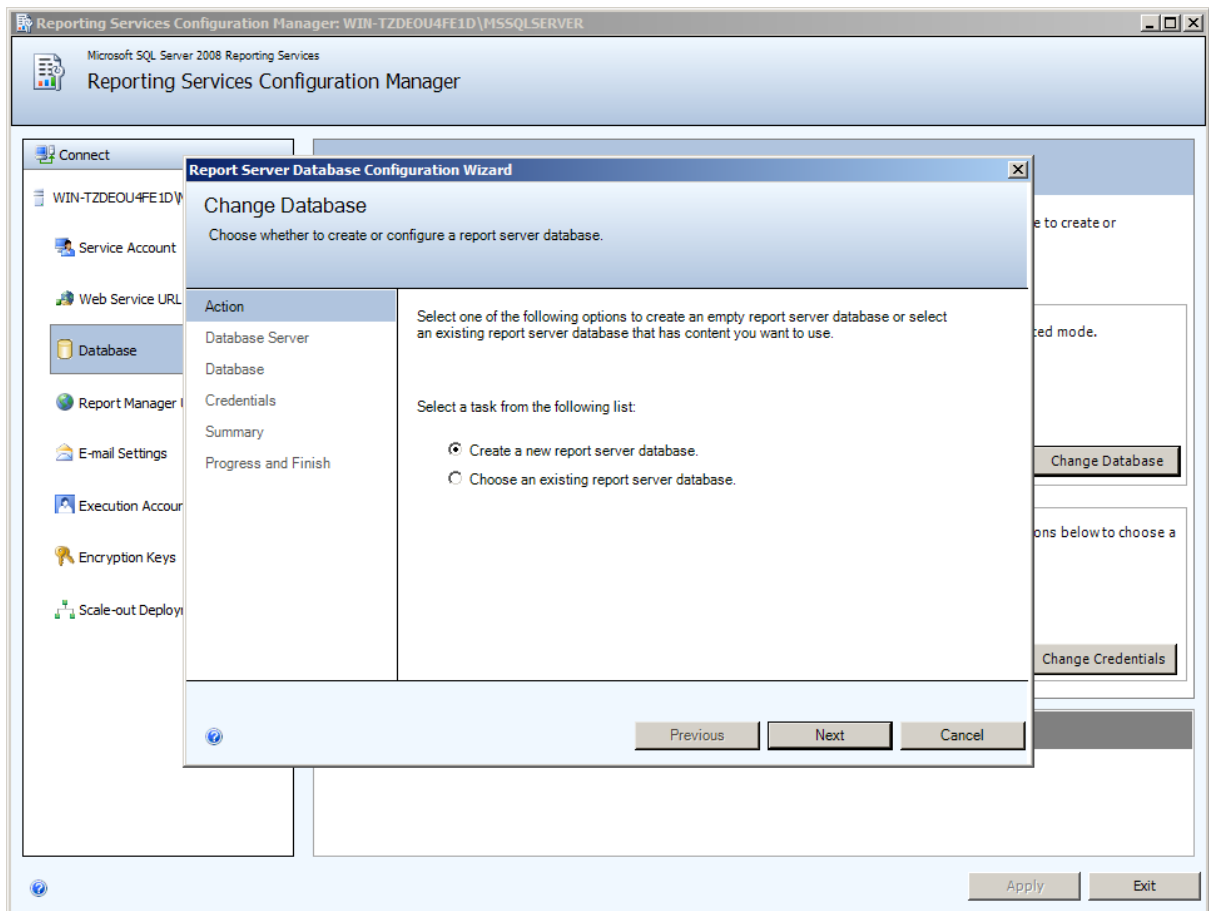 Reporting Services Configuration Manager: WIN-TZDEOU4FE1D\MSSQLSERVER
Microsoft SQL Server 2008 Reporting Services
Reporting Services Configuration Manager
Connect
WIN-TZDEOU4FE1D\
Service Account
Web Service URL
Database
Report Manager
E-mail Settings
Execution Accour
Encryption Keys
Scale-out Deploy
Report Server Database Configuration Wizard
Change Database
Choose whether to create or configure a report server database.
Action
Database Server
Database
Credentials
Summary
Progress and Finish
Select one of the following options to create an empty report server database or select
an existing report server database that has content you want to use.
Select a task from the following list:
Create a new report server database.
Choose an existing report server database.
Previous
Next
Cancel
e to create or
ted mode.
Change Database
ons below to choose a
Change Credentials
Apply
Exit